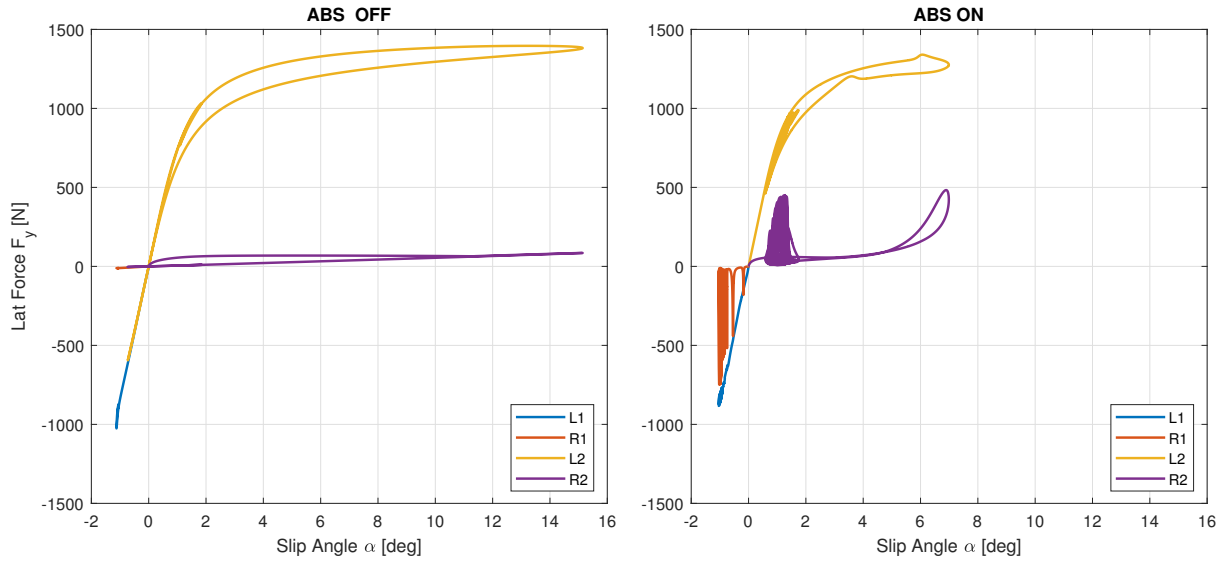 ABS OFF
1500
1000
500
0
-500
-1000
-1500
Lat Force F_y [N]
-2 0 2 4 6 8 10 12 14 16
Slip Angle α [deg]
L1
R1
L2
R2
ABS ON
1500
1000
500
0
-500
-1000
-1500
-2 0 2 4 6 8 10 12 14 16
Slip Angle α [deg]
L1
R1
L2
R2